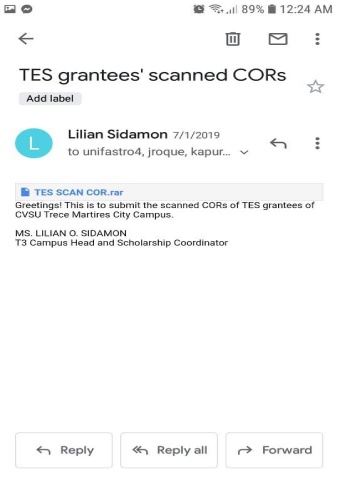 89% 12:24 AM
TES grantees' scanned CORs
Add label
L
Lilian Sidamon 7/1/2019
to unifastro4, jroque, kapur...
TES SCAN COR.rar
Greetings! This is to submit the scanned CORs of TES grantees of
CVSU Trece Martires City Campus.
MS. LILIAN O. SIDAMON
T3 Campus Head and Scholarship Coordinator
Reply
Reply all
Forward